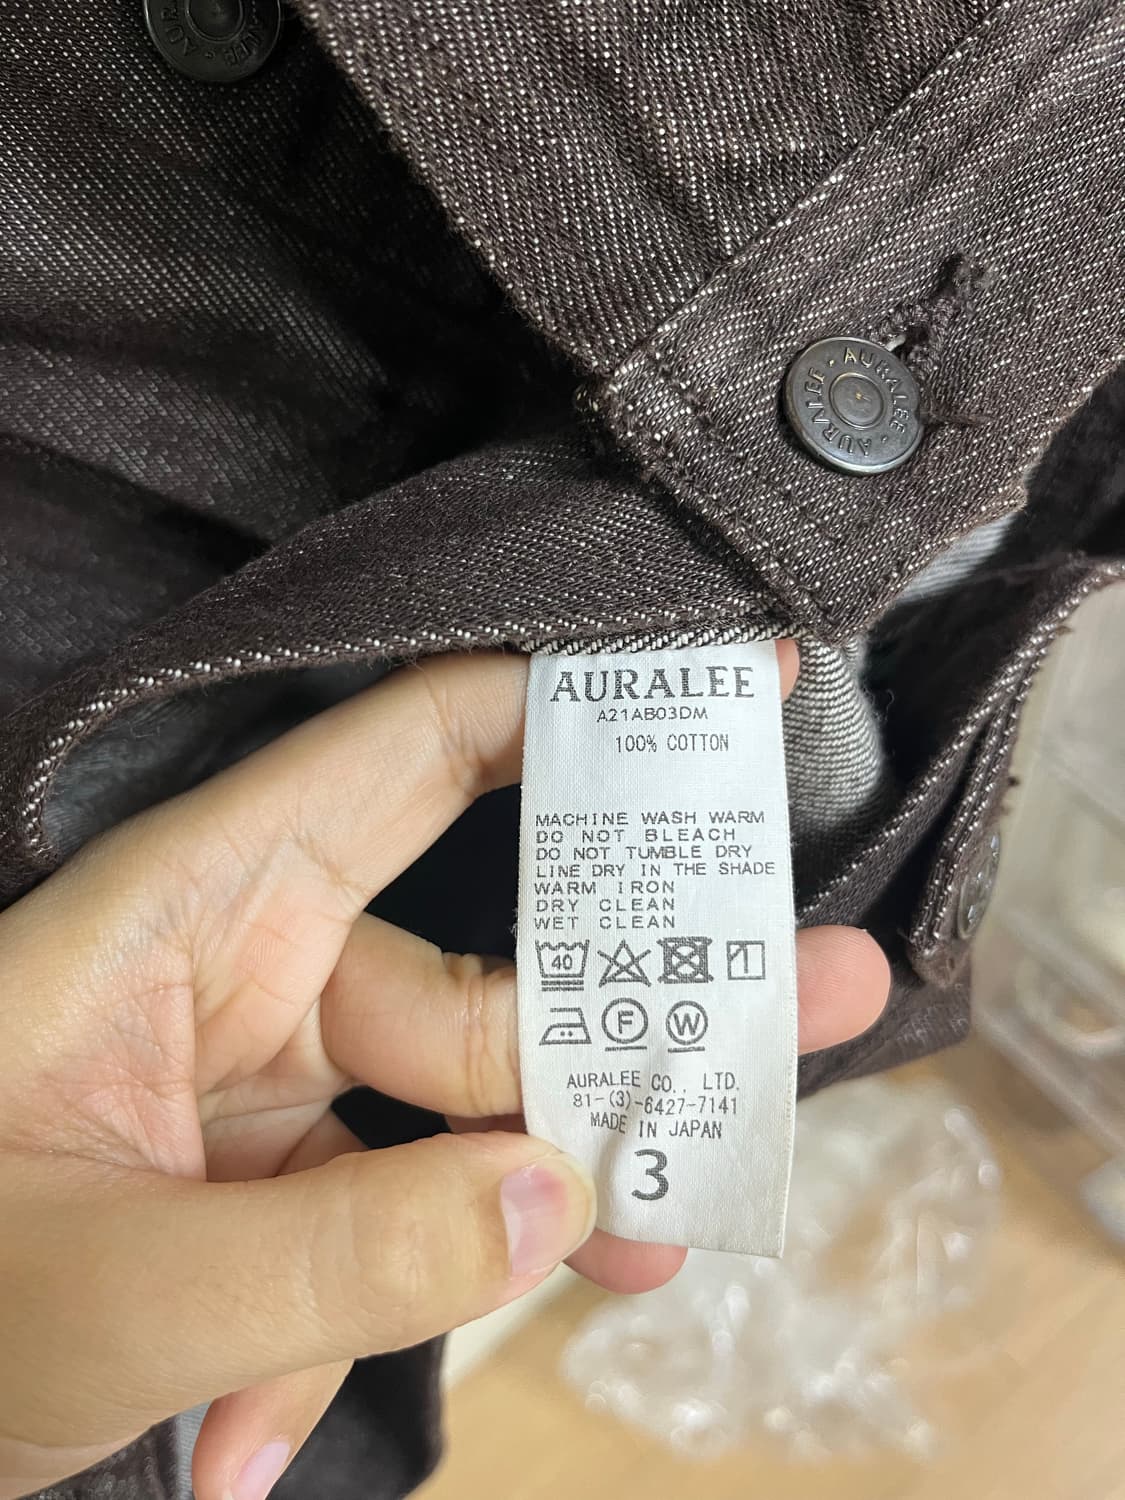 AURALEE
AURALEE · AURALEE ·
AURALEE
A21AB03DM
100% COTTON
MACHINE WASH WARM
DO NOT BLEACH
DO NOT TUMBLE DRY
LINE DRY IN THE SHADE
WARM IRON
DRY CLEAN
WET CLEAN
40
F
W
AURALEE CO., LTD.
81-(3)-6427-7141
MADE IN JAPAN
3